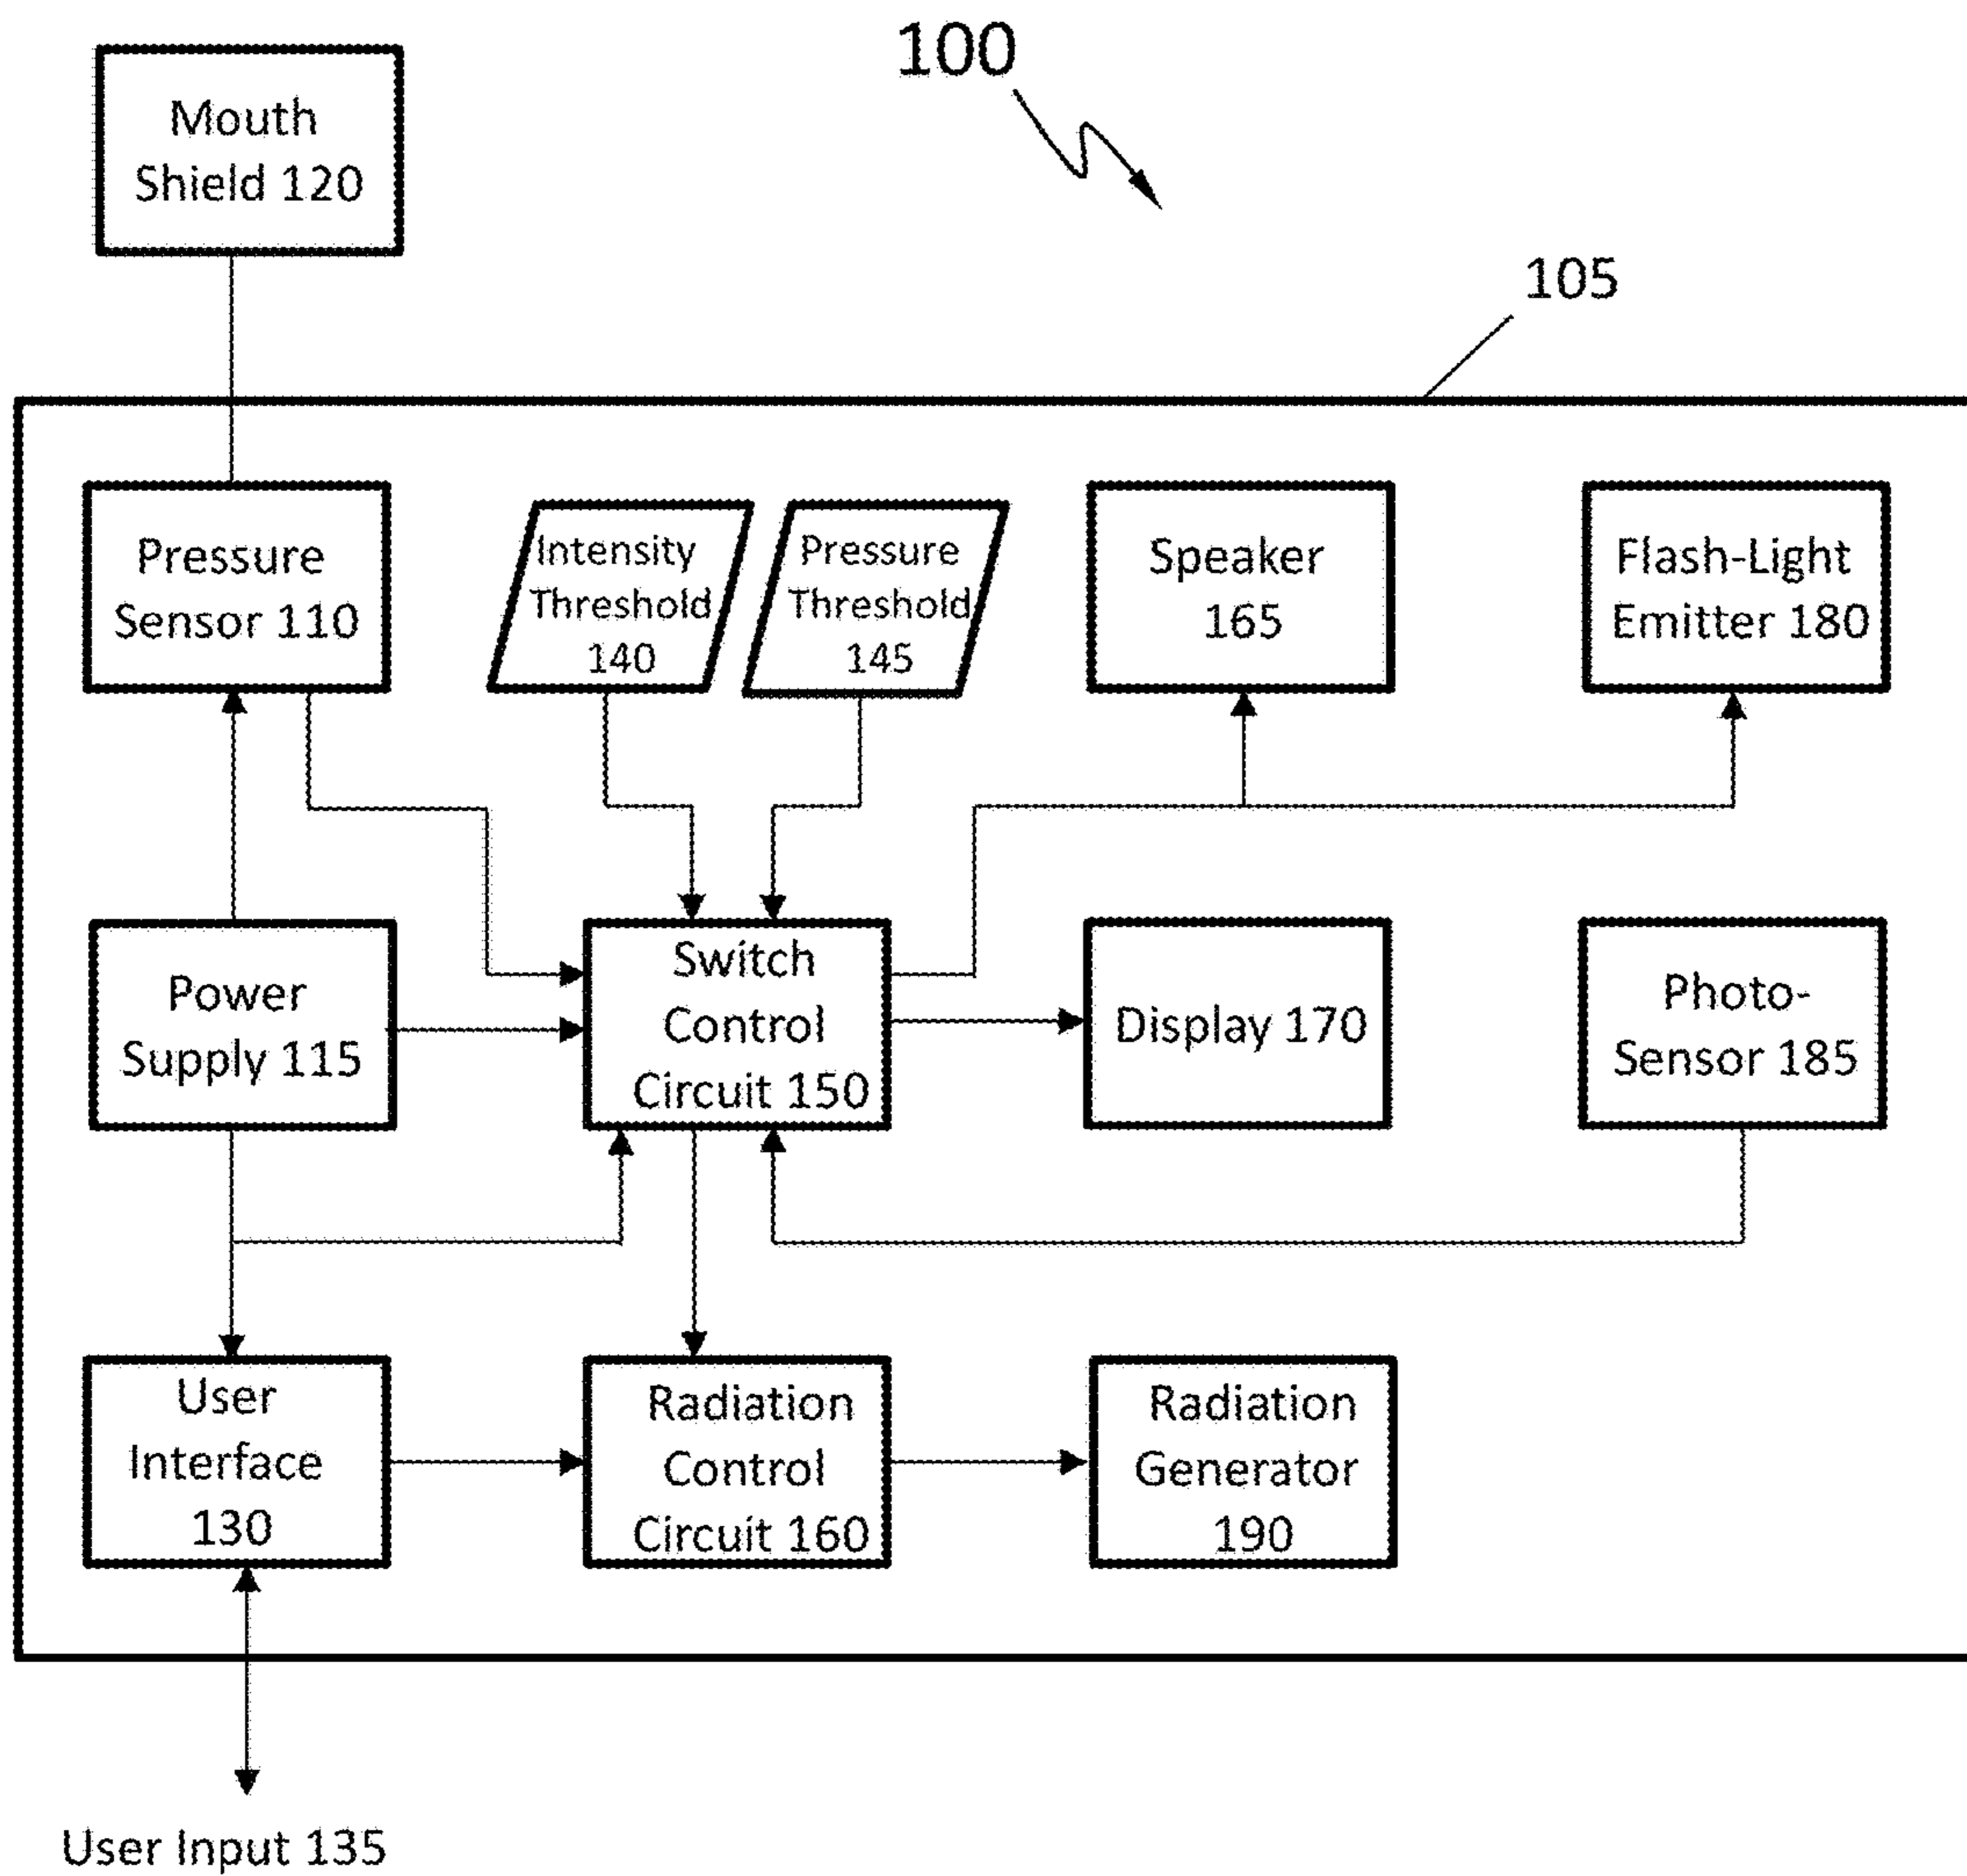 100
Mouth
Shield 120
105
Pressure
Sensor 110
Intensity
Threshold
140
Pressure
Threshold
145
Speaker
165
Flash-Light
Emitter 180
Power
Supply 115
Switch
Control
Circuit 150
Display 170
Photo-
Sensor 185
User
Interface
130
Radiation
Control
Circuit 160
Radiation
Generator
190
User Input 135